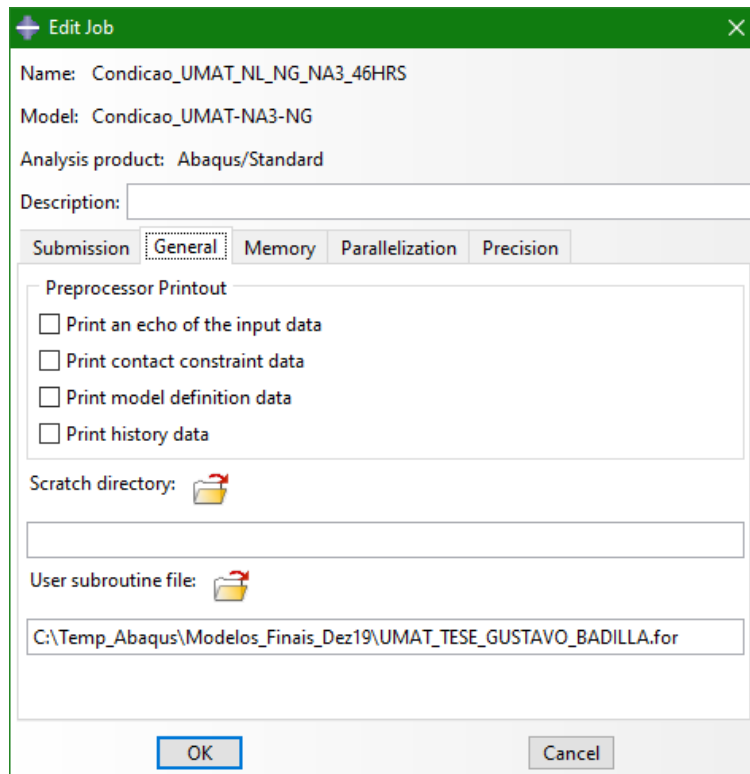 Edit Job
Name: Condicao_UMAT_NL_NG_NA3_46HRS
Model: Condicao_UMAT-NA3-NG
Analysis product: Abaqus/Standard
Description:
Submission General Memory Parallelization Precision
Preprocessor Printout
Print an echo of the input data
Print contact constraint data
Print model definition data
Print history data
Scratch directory:
User subroutine file:
C:\Temp_Abaqus\Modelos_Finais_Dez19\UMAT_TESE_GUSTAVO_BADILLA.for
OK Cancel